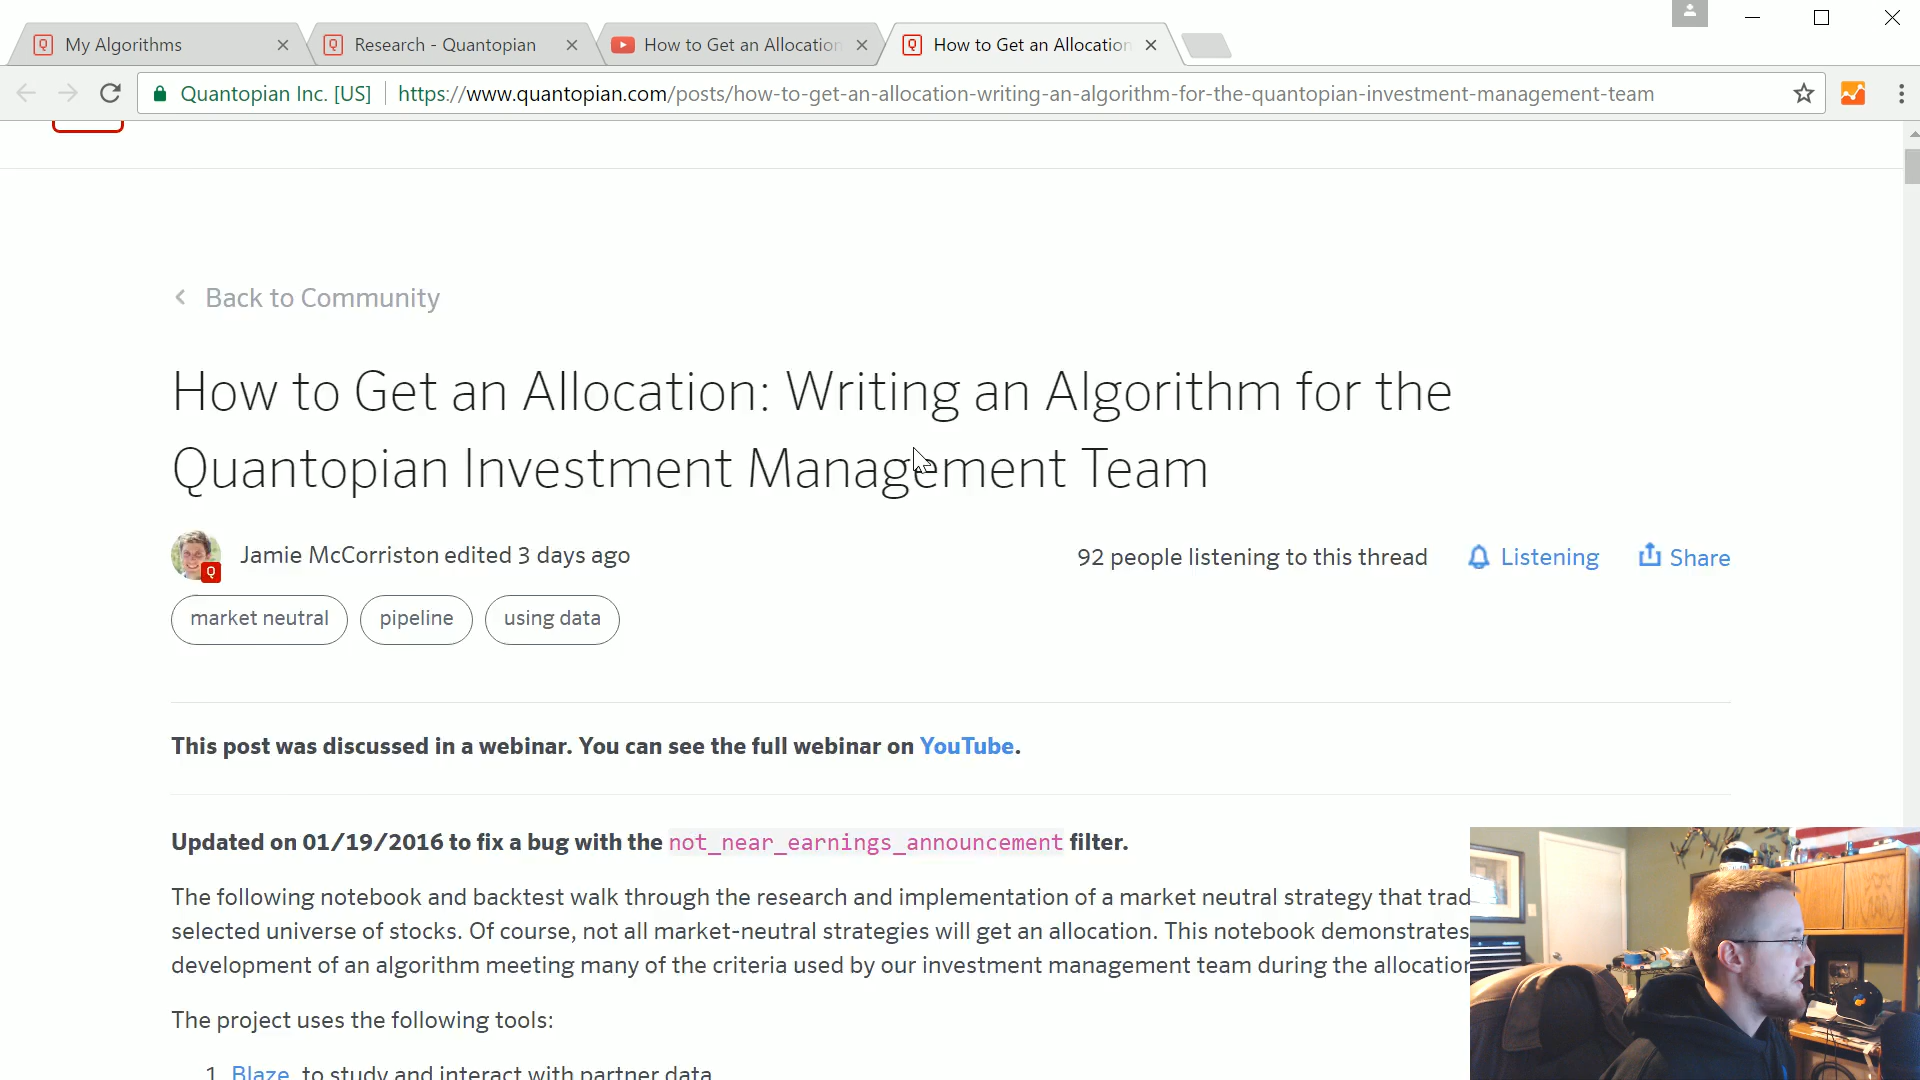 My Algorithms
Research - Quantopian
How to Get an Allocation
How to Get an Allocation
Quantopian Inc. [US]
https://www.quantopian.com/posts/how-to-get-an-allocation-writing-an-algorithm-for-the-quantopian-investment-management-team
Back to Community
How to Get an Allocation: Writing an Algorithm for the
Quantopian Investment Management Team
Jamie McCorriston edited 3 days ago
92 people listening to this thread
Listening
Share
market neutral
pipeline
using data
This post was discussed in a webinar. You can see the full webinar on YouTube.
Updated on 01/19/2016 to fix a bug with the not_near_earnings_announcement filter.
The following notebook and backtest walk through the research and implementation of a market neutral strategy that trad
selected universe of stocks. Of course, not all market-neutral strategies will get an allocation. This notebook demonstrates
development of an algorithm meeting many of the criteria used by our investment management team during the allocation
The project uses the following tools:
1. Blaze to study and interact with partner data